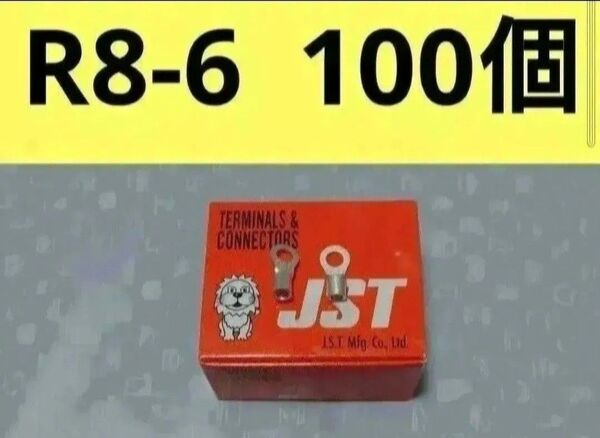 R8-6 100個
TERMINALS &
CONNECTORS
JST
J.S.T. Mfg. Co., Ltd.